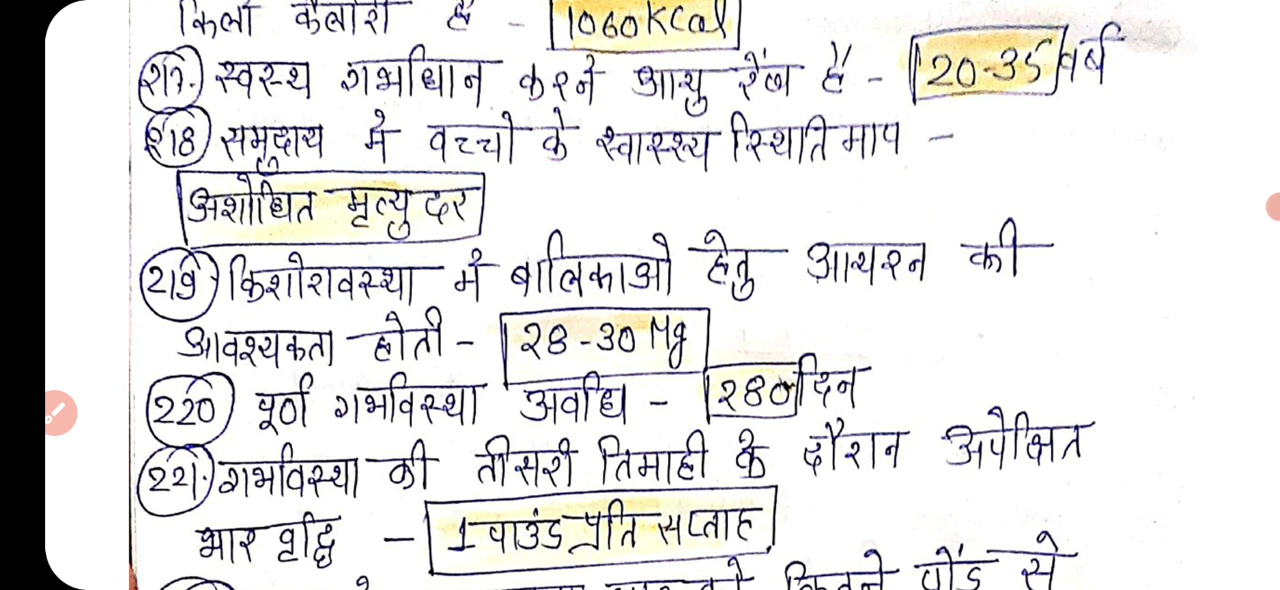 किलो कैलोरी है - 1060 KCal
217. स्वस्थ गर्भाधान करने आयु रेंज हैं - 20-35 वर्ष
218 समुदाय में बच्चो के स्वास्थ्य स्थिति माप -
अशोधित मृत्यु दर
219 किशोरावस्था में बालिकाओ हेतु आयरन की
आवश्यकता होती - 28-30 Mg
220 पूर्ण गर्भावस्था अवधि - 280 दिन
221. गर्भावस्था की तीसरी तिमाही के दौरान अपेक्षित
भार वृद्धि - 1 पाउंड प्रति सप्ताह
कितने पौंड से